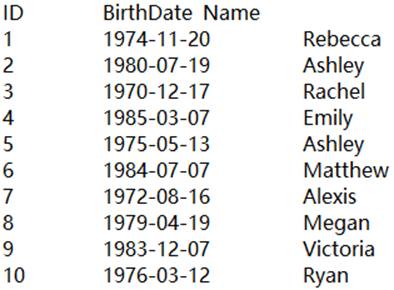 ID BirthDate Name
1 1974-11-20 Rebecca
2 1980-07-19 Ashley
3 1970-12-17 Rachel
4 1985-03-07 Emily
5 1975-05-13 Ashley
6 1984-07-07 Matthew
7 1972-08-16 Alexis
8 1979-04-19 Megan
9 1983-12-07 Victoria
10 1976-03-12 Ryan